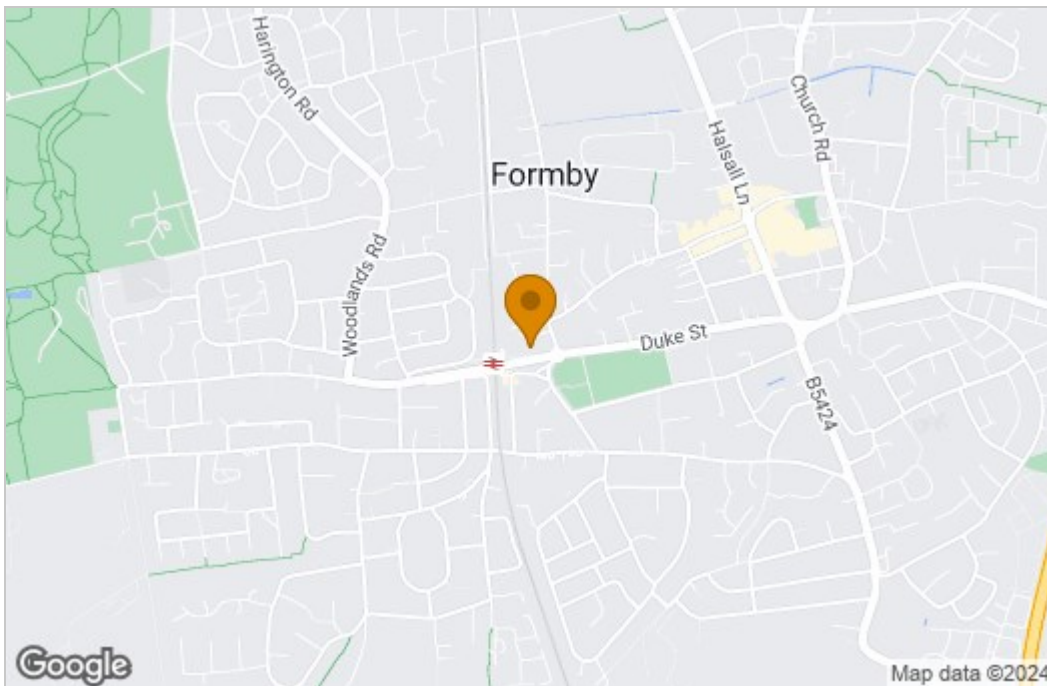 Harington Rd
Church Rd
Halsall Ln
Formby
Woodlands Rd
Duke St
B5424
Google
Map data ©2024